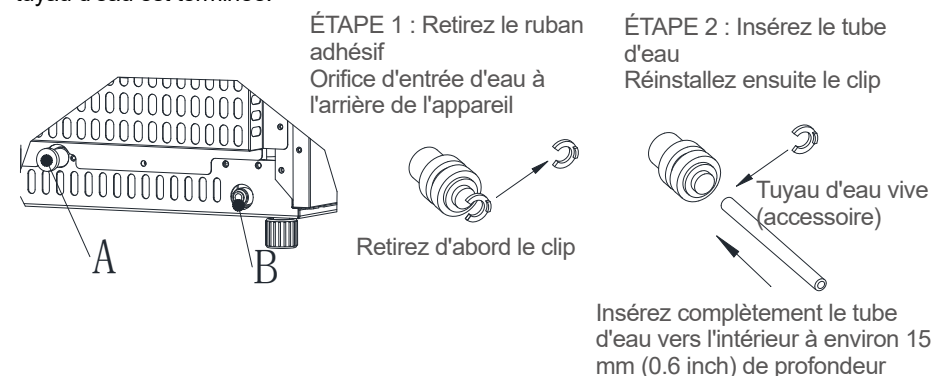 tuyau d'eau est terminée.
ÉTAPE 1 : Retirez le ruban
adhésif
Orifice d'entrée d'eau à
l'arrière de l'appareil
Retirez d'abord le clip
A
B
ÉTAPE 2 : Insérez le tube
d'eau
Réinstallez ensuite le clip
Tuyau d'eau vive
(accessoire)
Insérez complètement le tube
d'eau vers l'intérieur à environ 15
mm (0.6 inch) de profondeur